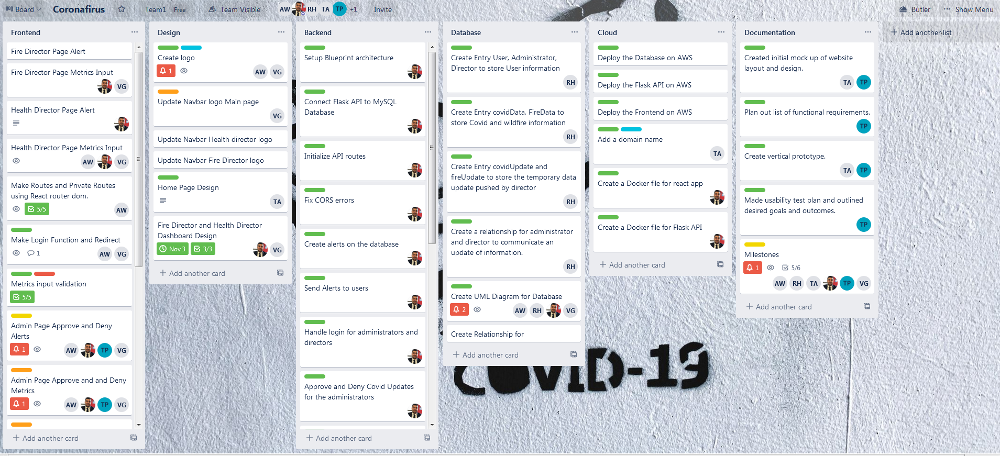 Board
Coronafirus
Team1 Free
Team Visible
AW RH TA TP +1
Invite
Butler
Show Menu
Frontend
Fire Director Page Alert
Fire Director Page Metrics Input
VG
Health Director Page Alert
Health Director Page Metrics Input
AW VG
Make Routes and Private Routes
using React router dom.
5/5 AW
Make Login Function and Redirect
1 AW VG
Metrics input validation
5/5
Admin Page Approve and Deny
Alerts
1 AW TP VG
Admin Page Approve and and Deny
Metrics
1 AW TP VG
Add another card
Design
Create logo
1 AW VG
Update Navbar logo Main page
VG
Update Navbar Health director logo
Update Navbar Fire Director logo
Home Page Design
TA
Fire Director and Health Director
Dashboard Design
Nov 3 3/3 VG
Add another card
Backend
Setup Blueprint architecture
Connect Flask API to MySQL
Database
Initialize API routes
Fix CORS errors
Create alerts on the database
Send Alerts to users
Handle login for administrators and
directors
Approve and Deny Covid Updates
for the administrators
Add another card
Database
Create Entry User, Administrator,
Director to store User information
RH
Create Entry covidData, FireData to
store Covid and wildfire information
RH
Create Entry covidUpdate and
fireUpdate to store the temporary data
update pushed by director
RH
Create a relationship for administrator
and director to communicate an
update of information.
RH
Create UML Diagram for Database
2 AW RH VG
Create Relationship for
Add another card
Cloud
Deploy the Database on AWS
Deploy the Flask API on AWS
Deploy the Frontend on AWS
Add a domain name
TA
Create a Docker file for react app
Create a Docker file for Flask API
Add another card
Documentation
Created initial mock up of website
layout and design.
TA TP
Plan out list of functional requirements.
TP
Create vertical prototype.
TA TP
Made usability test plan and outlined
desired goals and outcomes.
TP
Milestones
1 5/6
AW RH TA TP VG
Add another card
Add another list
COVID-19